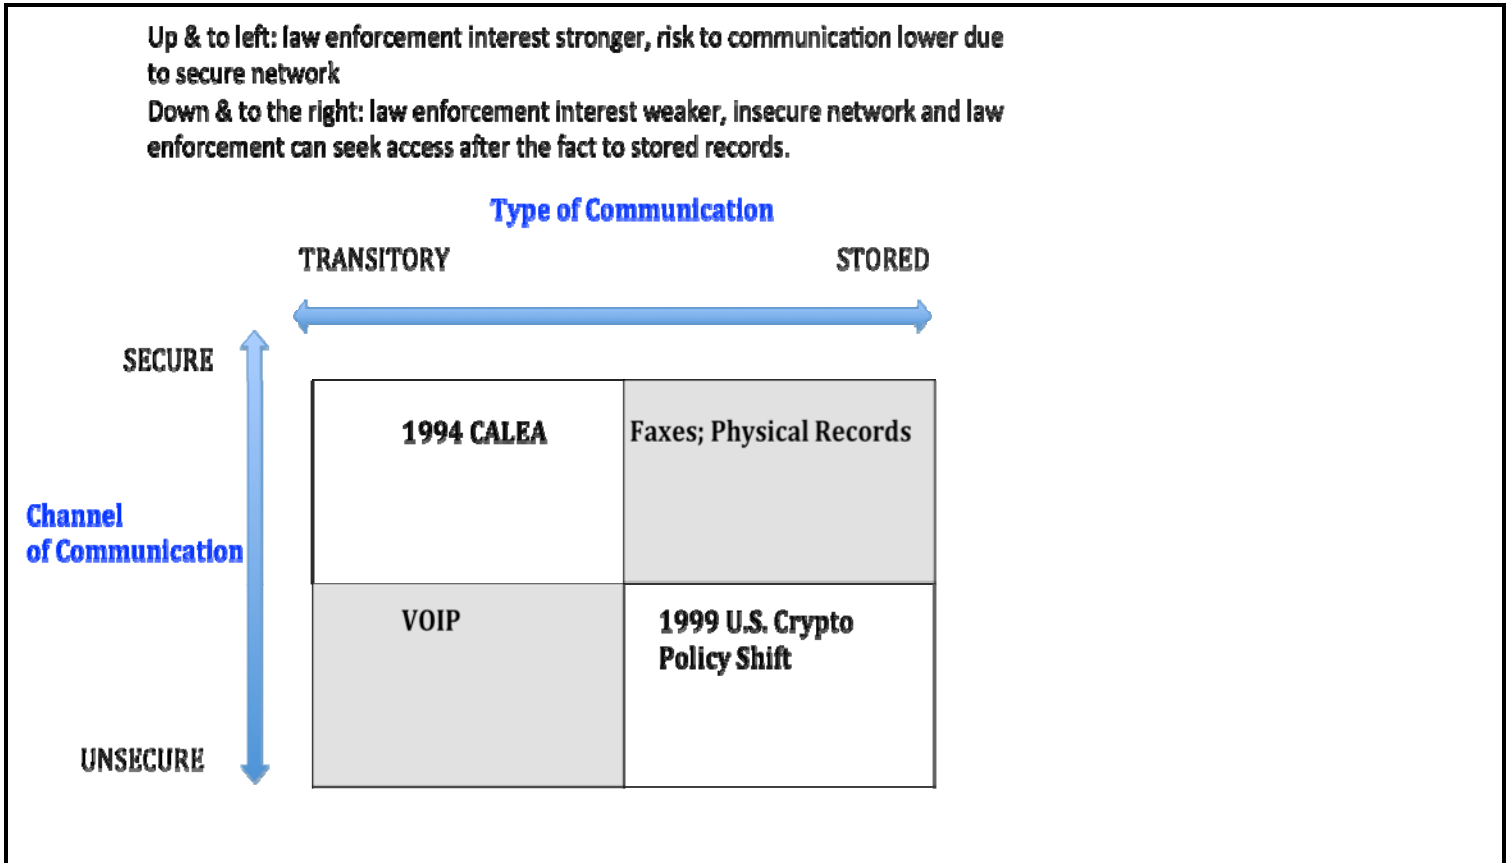 Up & to left: law enforcement interest stronger, risk to communication lower due
to secure network
Down & to the right: law enforcement interest weaker, insecure network and law
enforcement can seek access after the fact to stored records.
Type of Communication
TRANSITORY STORED
SECURE
1994 CALEA Faxes; Physical Records
Channel
of Communication
VOIP
1999 U.S. Crypto
Policy Shift
UNSECURE